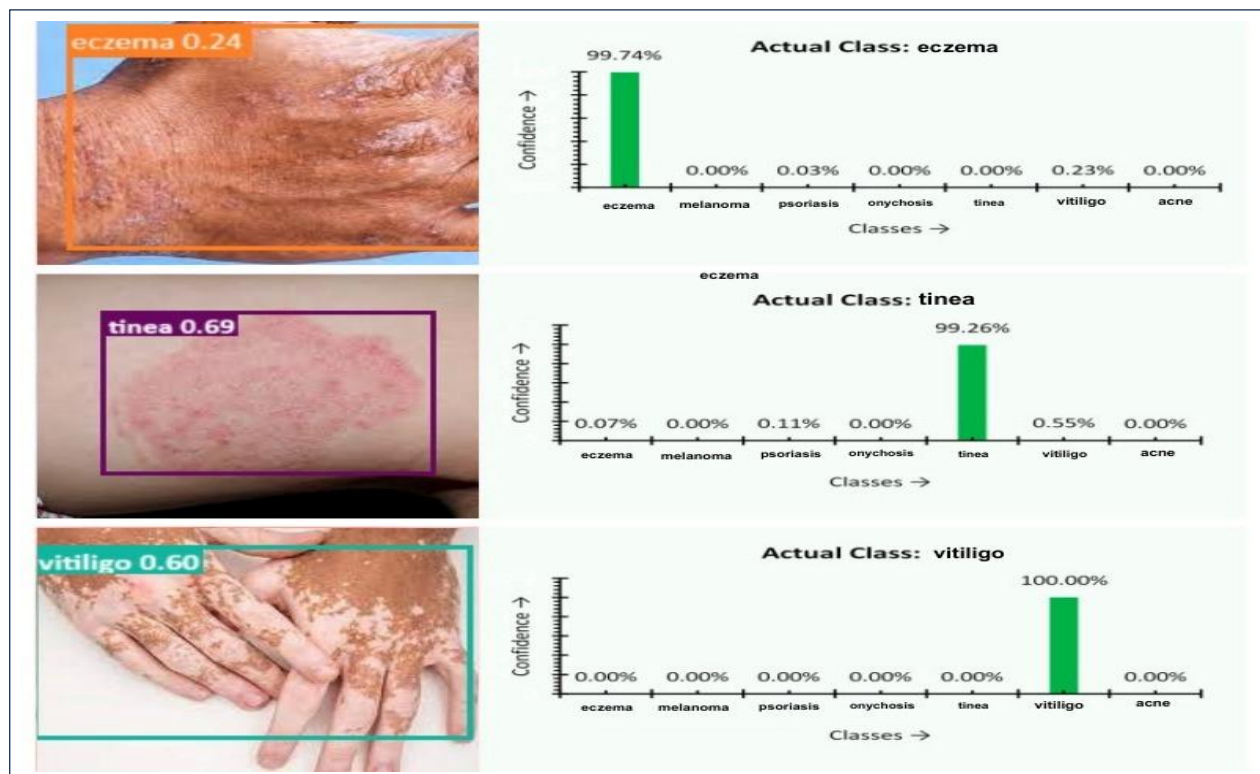 eczema 0.24
Actual Class: eczema
99.74%
Confidence →
0.00% 0.03% 0.00% 0.00% 0.23% 0.00%
eczema melanoma psoriasis onychosis tinea vitiligo acne
Classes →
eczema
tinea 0.69
Actual Class: tinea
99.26%
Confidence →
0.07% 0.00% 0.11% 0.00% 0.55% 0.00%
eczema melanoma psoriasis onychosis tinea vitiligo acne
Classes →
vitiligo 0.60
Actual Class: vitiligo
100.00%
Confidence →
0.00% 0.00% 0.00% 0.00% 0.00% 0.00%
eczema melanoma psoriasis onychosis tinea vitiligo acne
Classes →